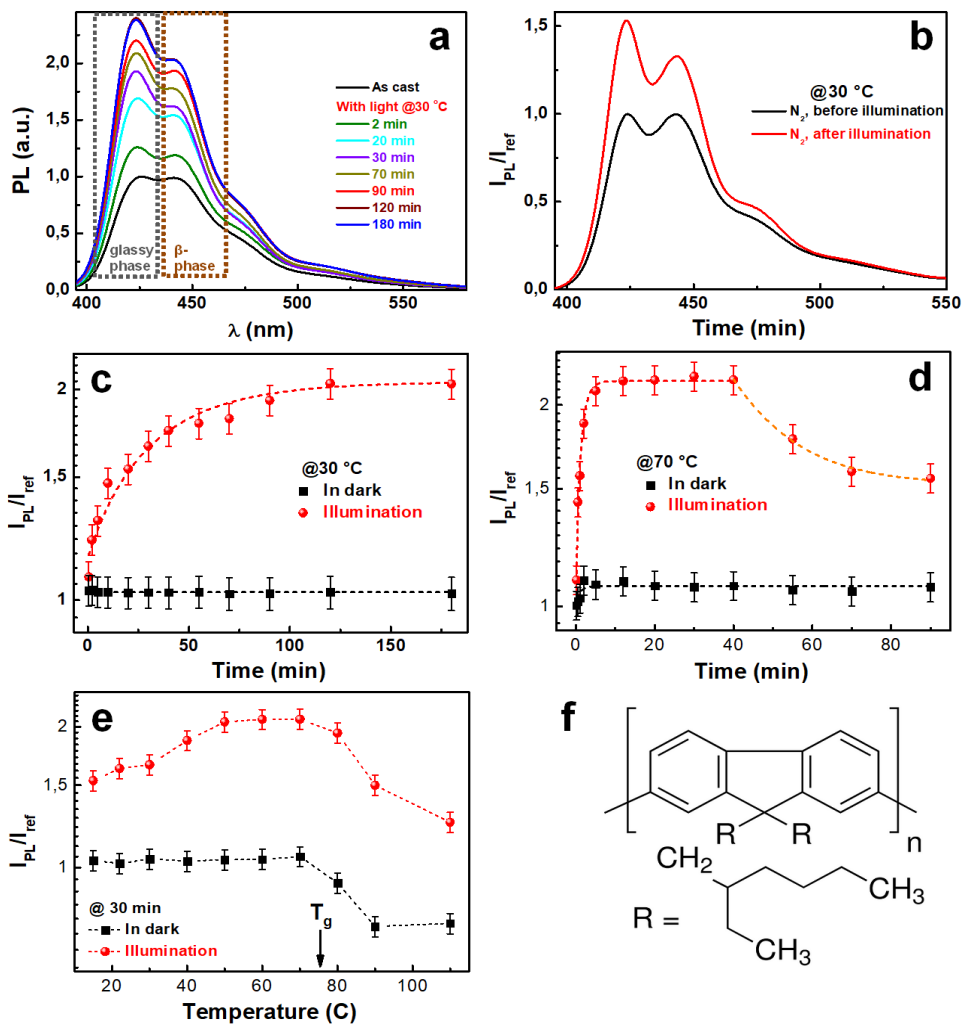 a
PL (a.u.)
2,0
1,5
1,0
0,5
0,0
400
450
500
550
λ (nm)
glassy
phase
β-
phase
As cast
With light @30 °C
2 min
20 min
30 min
70 min
90 min
120 min
180 min
b
I_PL/I_ref
1,5
1,0
0,5
0,0
400
450
500
550
Time (min)
@30 °C
N₂, before illumination
N₂, after illumination
c
I_PL/I_ref
2
1,5
1
0
50
100
150
Time (min)
@30 °C
In dark
Illumination
d
I_PL/I_ref
2
1,5
1
0
20
40
60
80
Time (min)
@70 °C
In dark
Illumination
e
I_PL/I_ref
2
1,5
1
20
40
60
80
100
Temperature (C)
@ 30 min
In dark
Illumination
T_g
f
R R
n
CH₂
CH₃
R =
CH₃